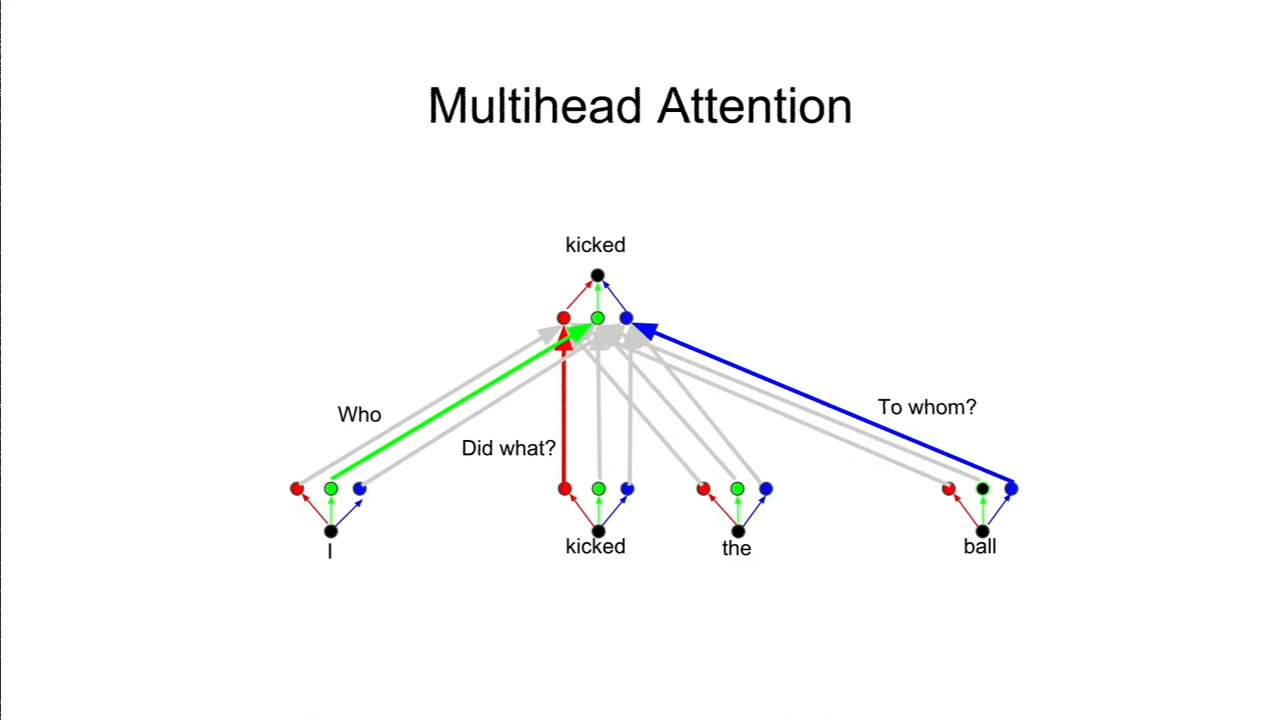 Multihead Attention
kicked
Who
To whom?
Did what?
I
kicked
the
ball